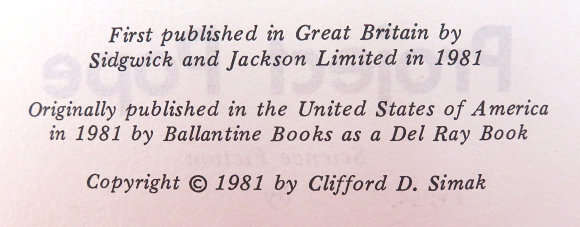 First published in Great Britain by
Sidgwick and Jackson Limited in 1981
Originally published in the United States of America
in 1981 by Ballantine Books as a Del Ray Book
Copyright © 1981 by Clifford D. Simak